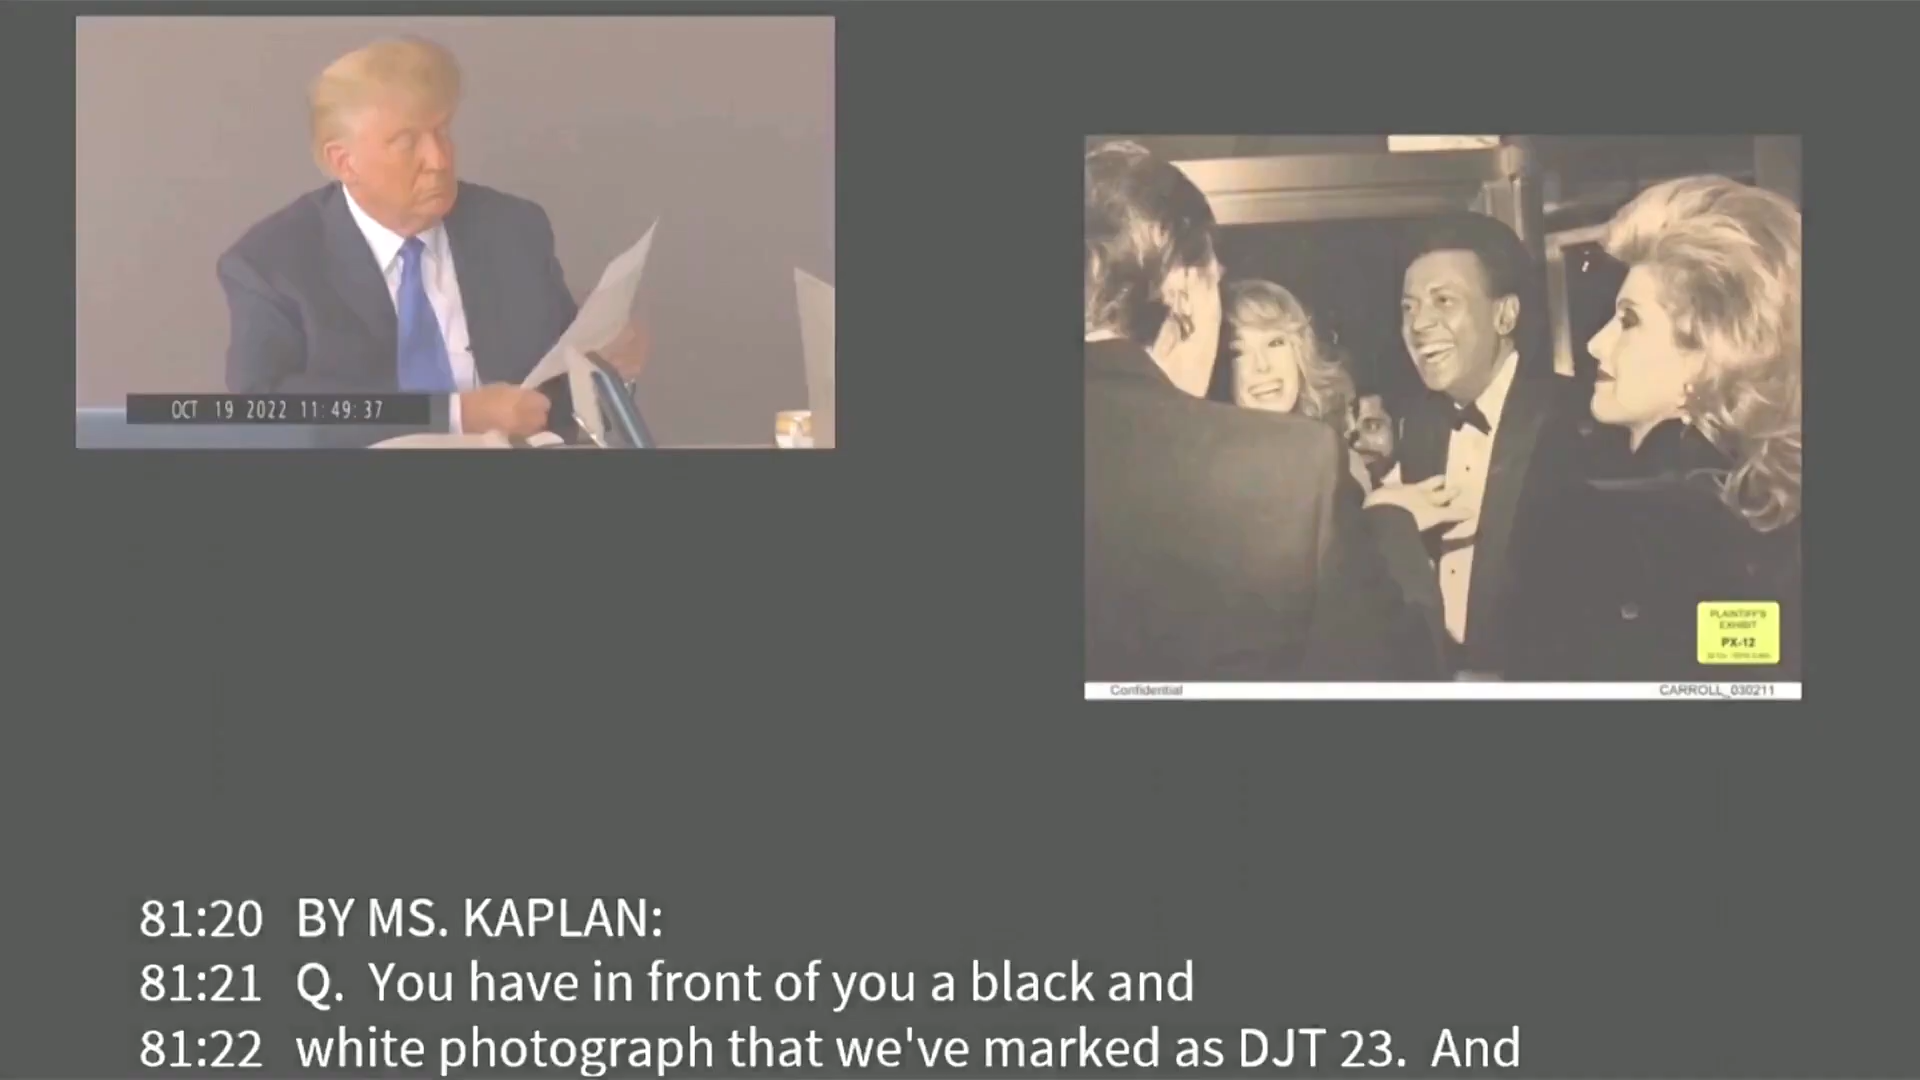 OCT 19 2022 11:49:37
PLAINTIFF'S
EXHIBIT
PX-12
Confidential
CARROLL_030211
81:20 BY MS. KAPLAN:
81:21 Q. You have in front of you a black and
81:22 white photograph that we've marked as DJT 23. And